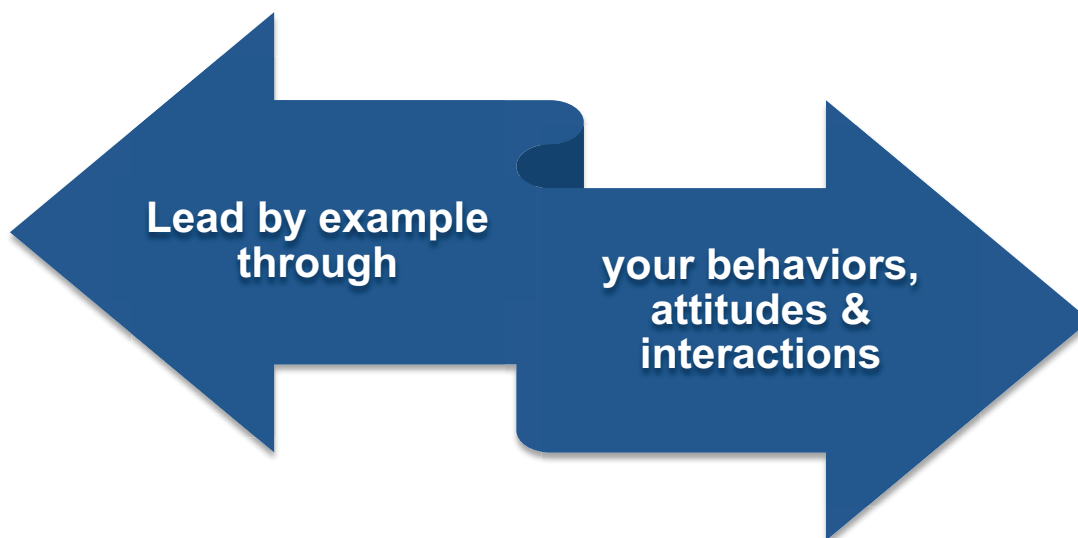 Lead by example
through
your behaviors,
attitudes &
interactions